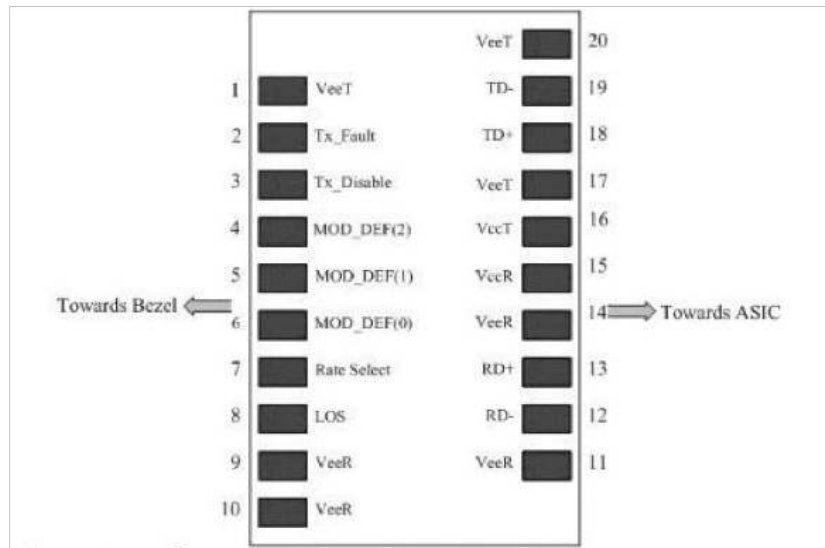 VeeT 20
1 VeeT TD- 19
2 Tx_Fault TD+ 18
3 Tx_Disable VeeT 17
4 MOD_DEF(2) VccT 16
5 MOD_DEF(1) VccR 15
Towards Bezel
6 MOD_DEF(0) VeeR 14
Towards ASIC
7 Rate Select RD+ 13
8 LOS RD- 12
9 VeeR VeeR 11
10 VeeR